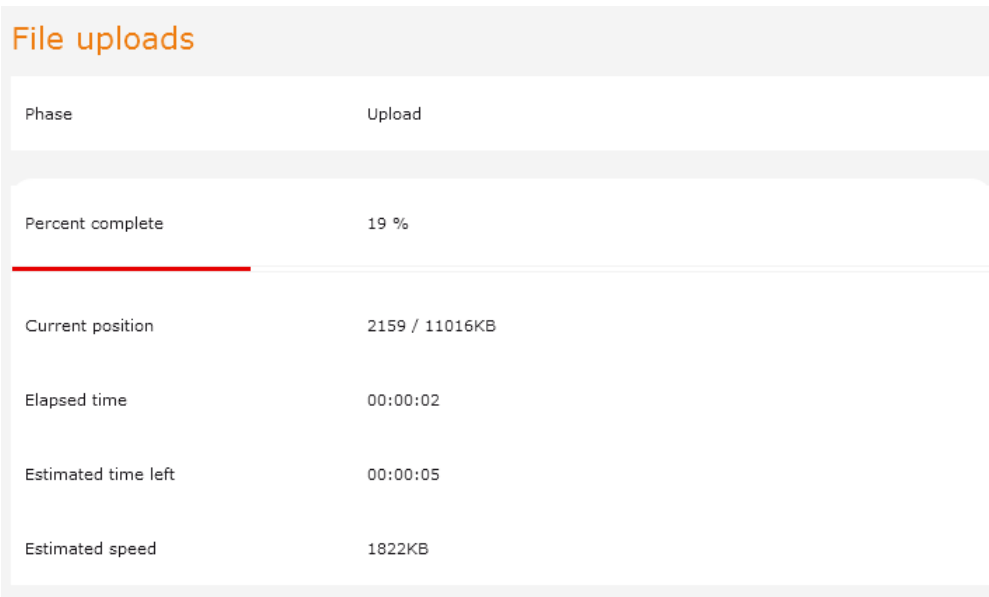 File uploads
Phase Upload
Percent complete 19 %
Current position 2159 / 11016KB
Elapsed time 00:00:02
Estimated time left 00:00:05
Estimated speed 1822KB